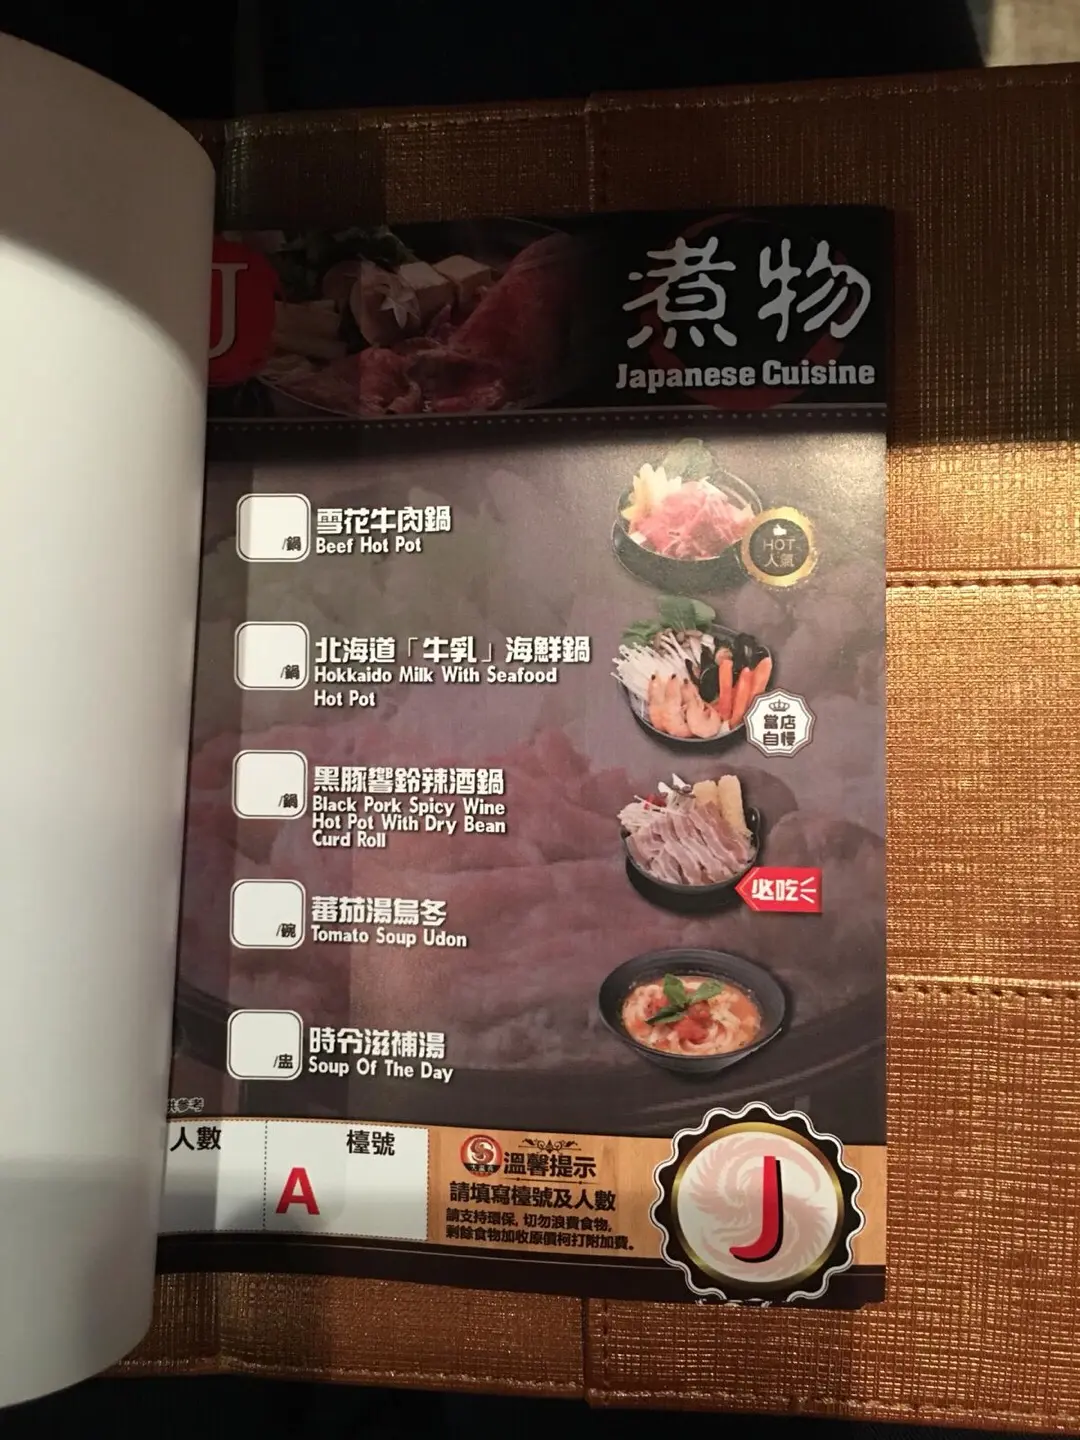 J
煮物
Japanese Cuisine
/鍋
雪花牛肉鍋
Beef Hot Pot
HOT
人氣
/鍋
北海道「牛乳」海鮮鍋
Hokkaido Milk With Seafood
Hot Pot
當店
自慢
/鍋
黑豚響鈴辣酒鍋
Black Pork Spicy Wine
Hot Pot With Dry Bean
Curd Roll
必吃
/碗
蕃茄湯烏冬
Tomato Soup Udon
/盅
時令滋補湯
Soup Of The Day
供參考
人數
檯號
A
溫馨提示
請填寫檯號及人數
請支持環保, 切勿浪費食物,
剩餘食物加收原價柯打附加費。
J